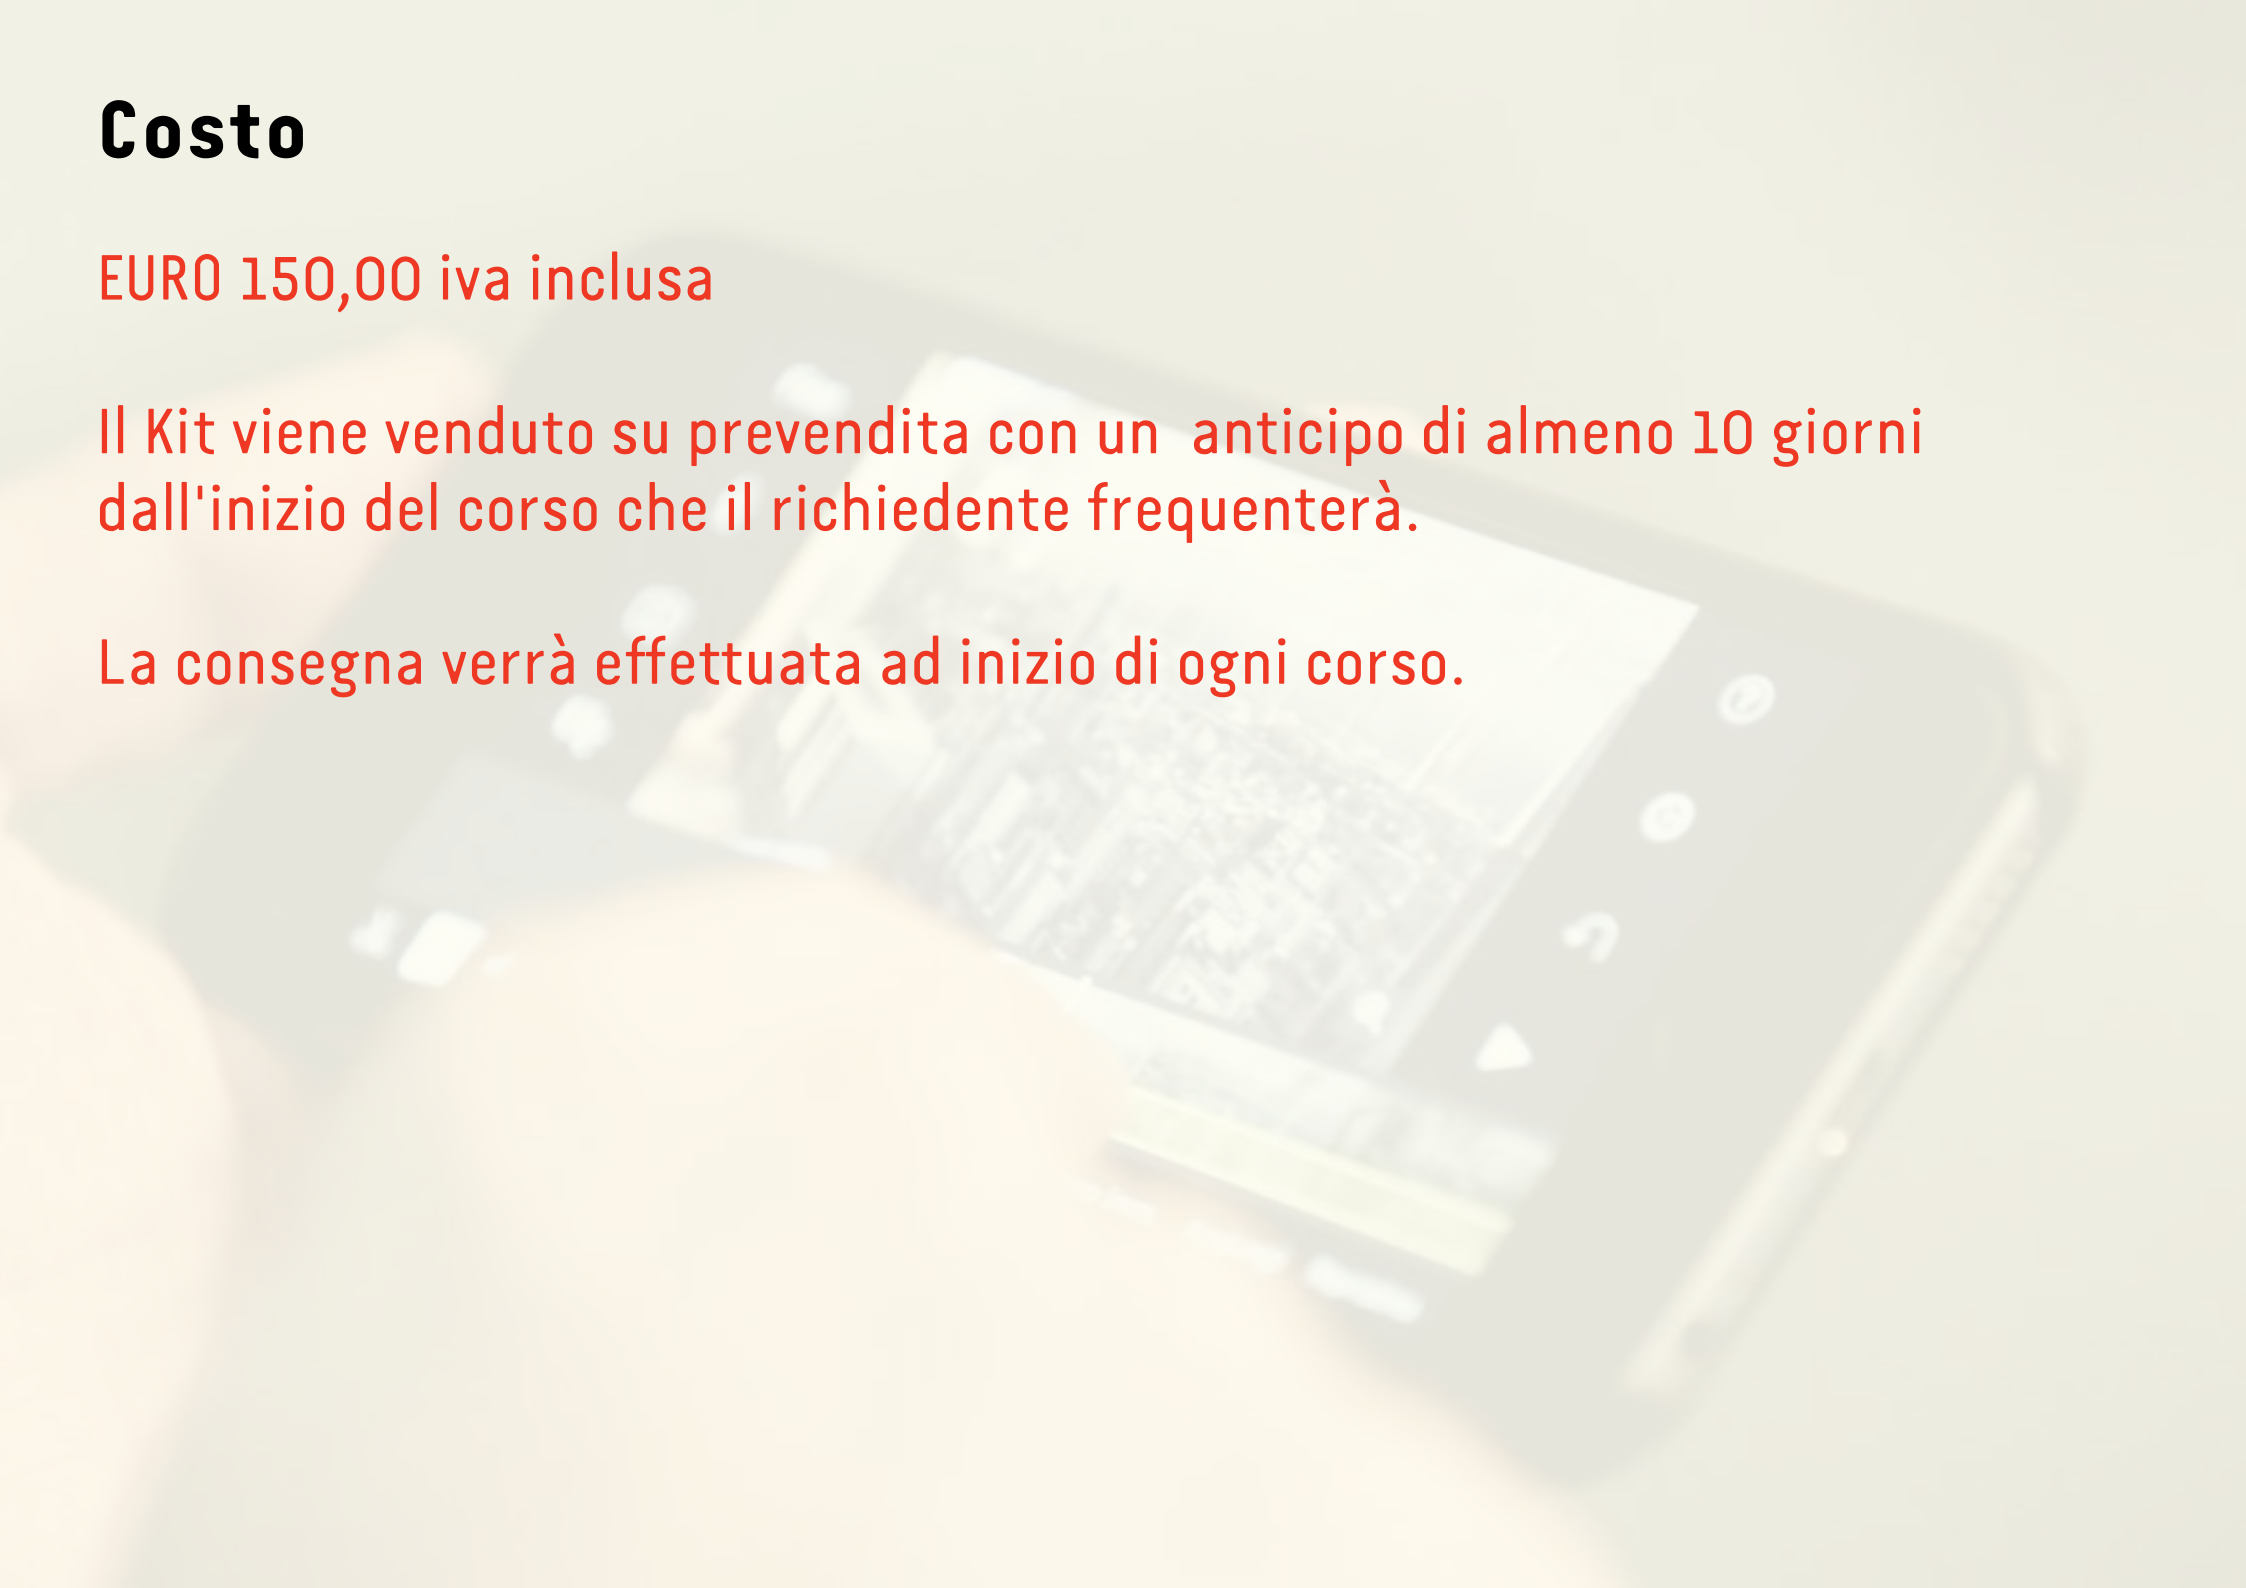 Costo
EURO 150,00 iva inclusa
Il Kit viene venduto su prevendita con un  anticipo di almeno 10 giorni
dall'inizio del corso che il richiedente frequenterà.
La consegna verrà effettuata ad inizio di ogni corso.